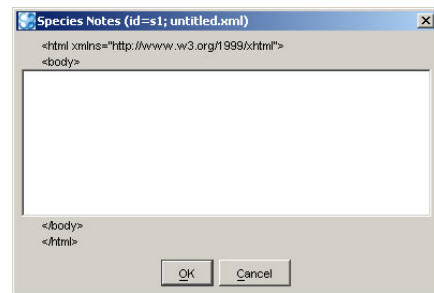 Species Notes (id=s1; untitled.xml)
<html xmlns="http://www.w3.org/1999/xhtml">
<body>
</body>
</html>
OK Cancel